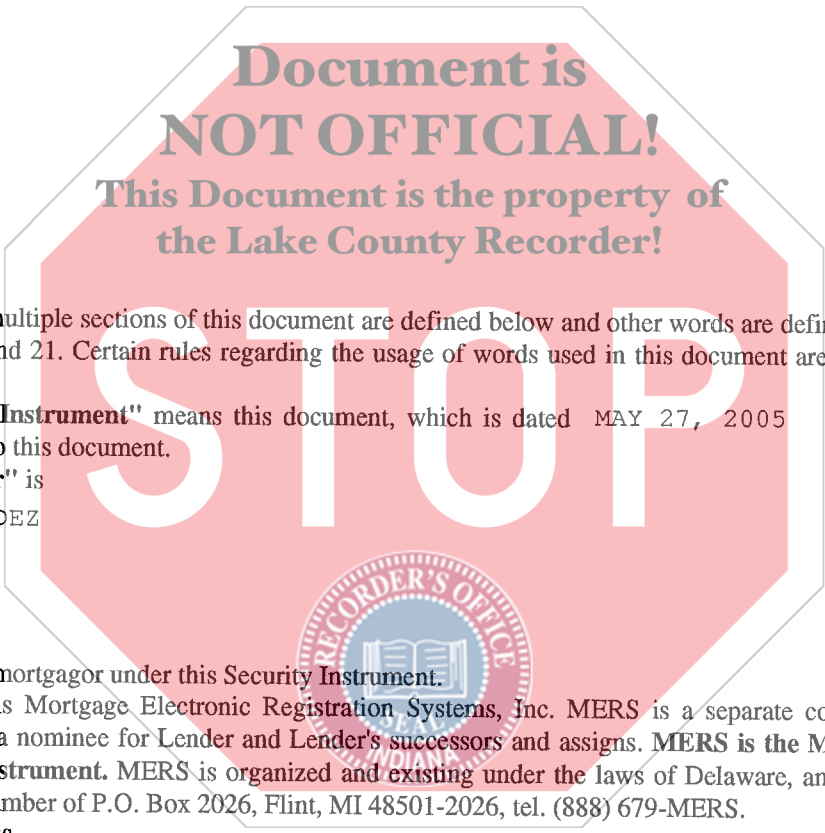 Document is
NOT OFFICIAL!
This Document is the property of
the Lake County Recorder!
STOP
multiple sections of this document are defined below and other words are defi
nd 21. Certain rules regarding the usage of words used in this document are
Instrument" means this document, which is dated MAY 27, 2005
this document.
" is
DEZ
RECORDER'S OFFICE
SEAL
INDIANA
mortgagor under this Security Instrument.
s Mortgage Electronic Registration Systems, Inc. MERS is a separate co
a nominee for Lender and Lender's successors and assigns. MERS is the M
strument. MERS is organized and existing under the laws of Delaware, an
mber of P.O. Box 2026, Flint, MI 48501-2026, tel. (888) 679-MERS.